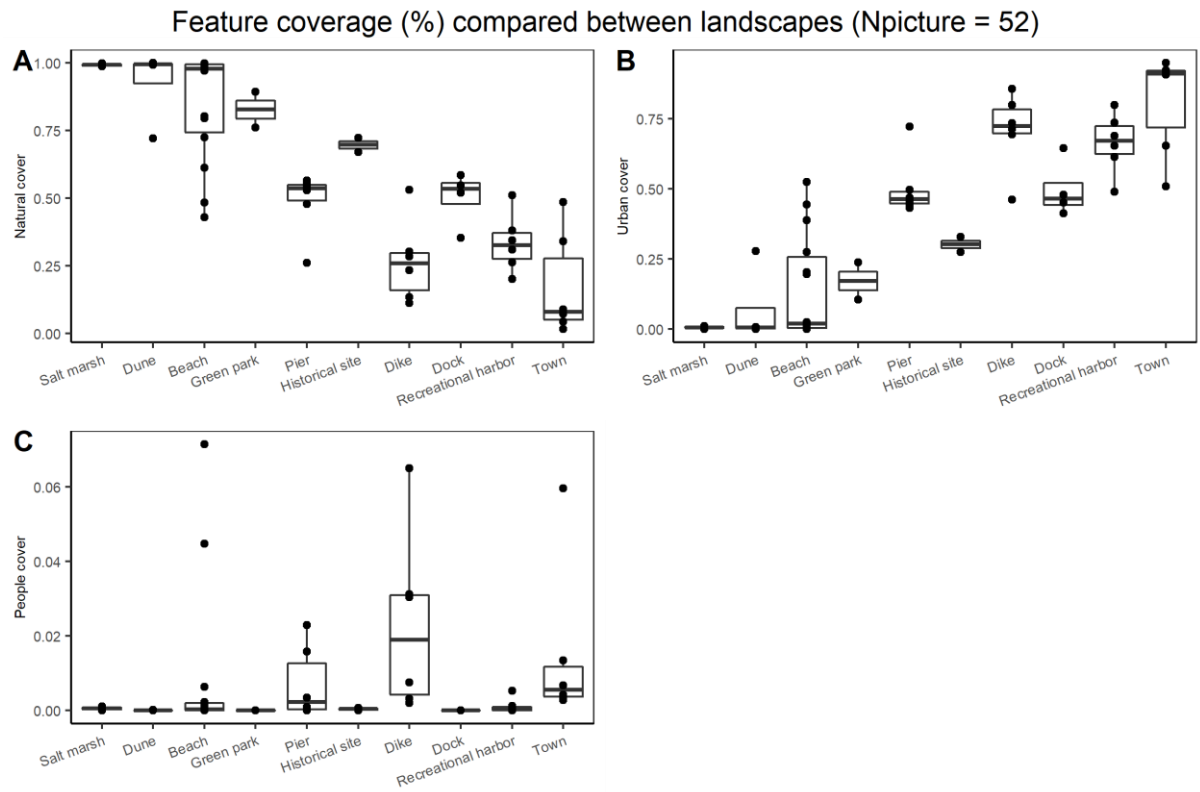 Feature coverage (%) compared between landscapes (Npicture = 52)
A
Natural cover
1.00
0.75
0.50
0.25
0.00
Salt marsh
Dune
Beach
Green park
Pier
Historical site
Dike
Dock
Recreational harbor
Town
B
Urban cover
0.75
0.50
0.25
0.00
Salt marsh
Dune
Beach
Green park
Pier
Historical site
Dike
Dock
Recreational harbor
Town
C
People cover
0.06
0.04
0.02
0.00
Salt marsh
Dune
Beach
Green park
Pier
Historical site
Dike
Dock
Recreational harbor
Town